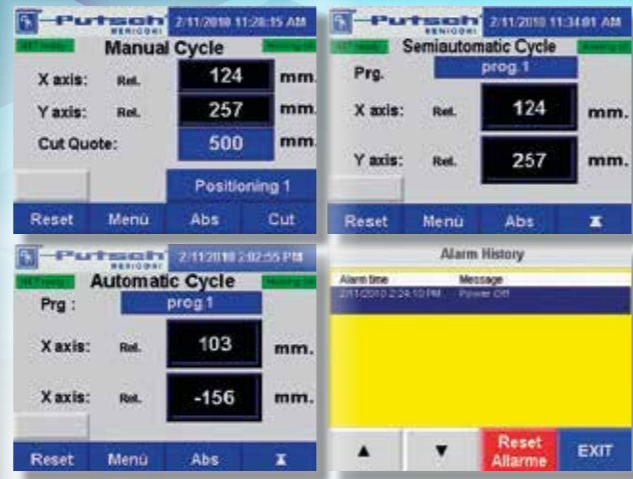 Putsch 2/11/2010 11:28:15 AM
MENICONI
Manual Cycle
X axis: Rel. 124 mm.
Y axis: Rel. 257 mm
Cut Quote: 500 mm
Positioning 1
Reset Menù Abs Cut
Putsch 2/11/2010 11:34:01 AM
MENICONI
Semiautomatic Cycle
Prg. prog.1
X axis: Rel. 124 mm.
Y axis: Rel. 257 mm.
Reset Menù Abs
Putsch 2/11/2010 2:02:55 PM
MENICONI
Automatic Cycle
Prg : prog.1
X axis: Rel. 103 mm.
X axis: Rel. -156 mm.
Reset Menù Abs
Alarm History
Alarm time Message
2/11/2010 2:24:10 PM Power Off
▲ ▼ Reset Allarme EXIT